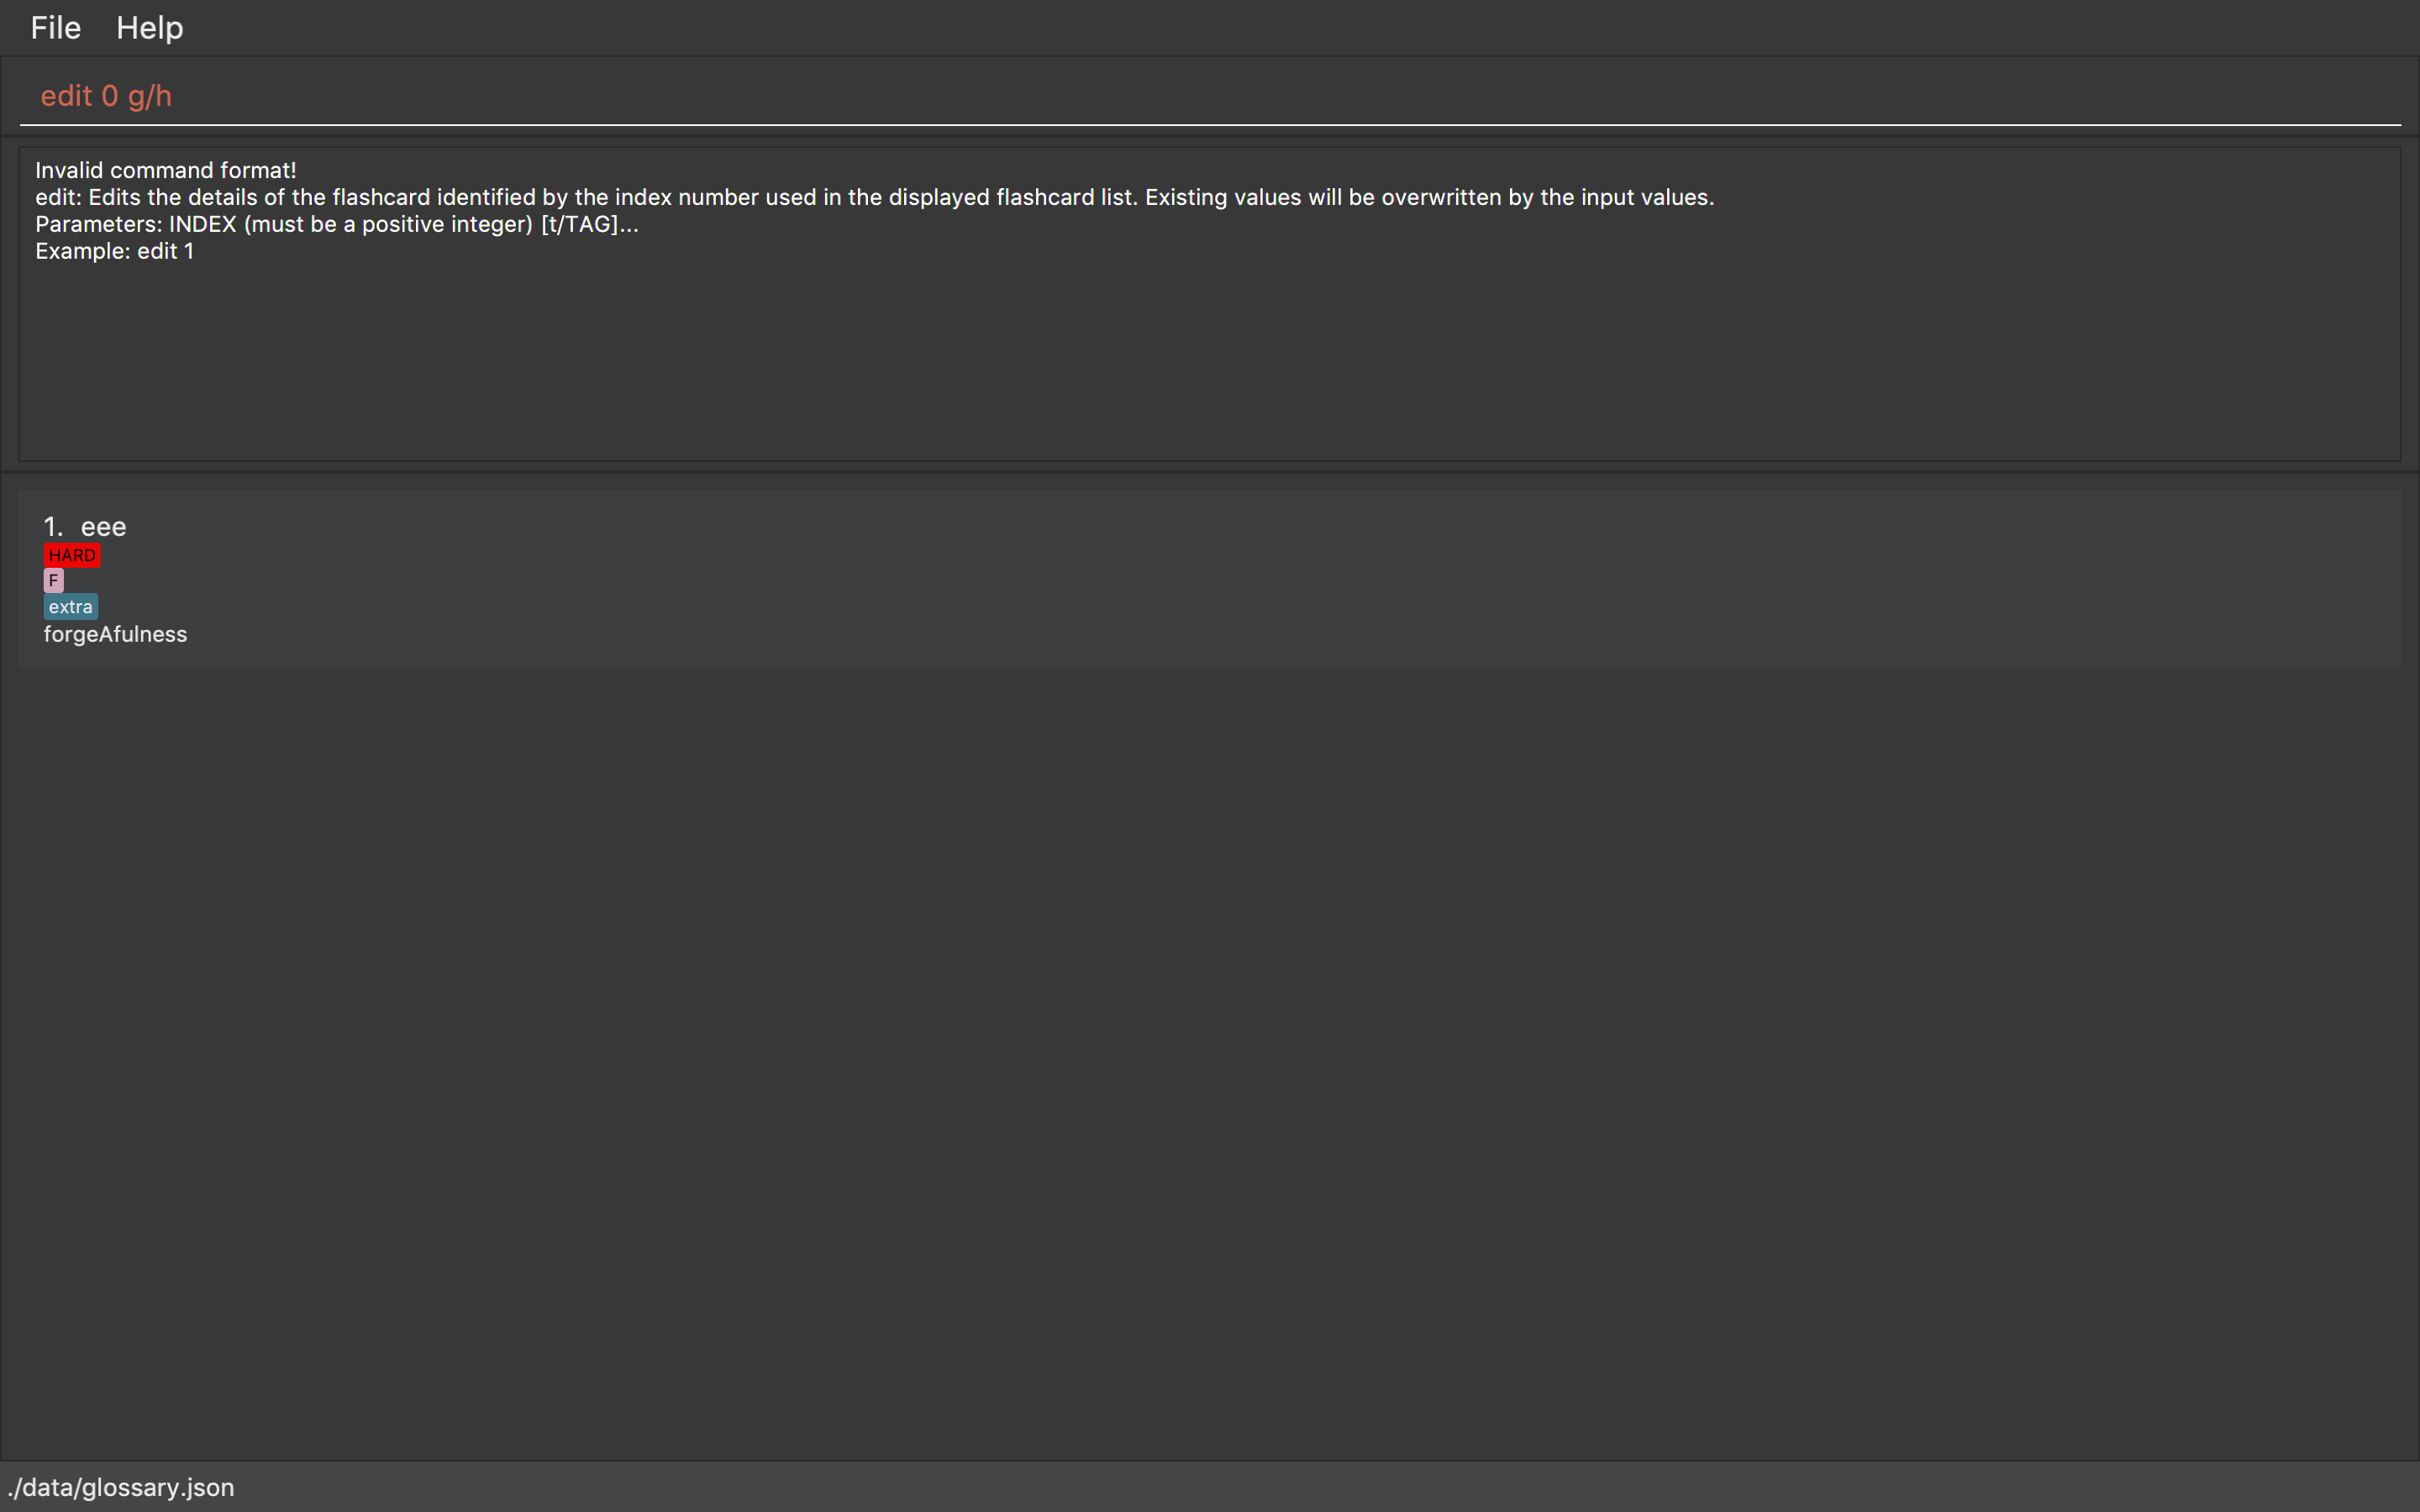 File Help
edit 0 g/h
Invalid command format!
edit: Edits the details of the flashcard identified by the index number used in the displayed flashcard list. Existing values will be overwritten by the input values.
Parameters: INDEX (must be a positive integer) [t/TAG]...
Example: edit 1
1. eee
HARD
F
extra
forgeAfulness
./data/glossary.json